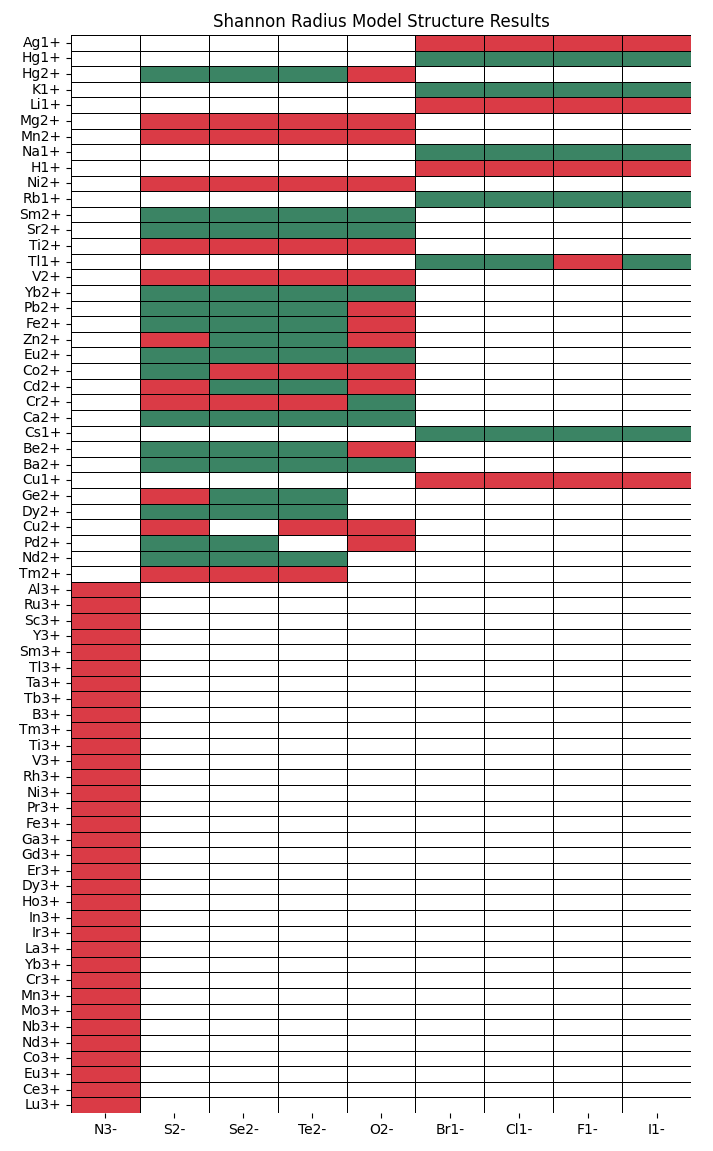 Shannon Radius Model Structure Results
Ag1+
Hg1+
Hg2+
K1+
Li1+
Mg2+
Mn2+
Na1+
H1+
Ni2+
Rb1+
Sm2+
Sr2+
Ti2+
Tl1+
V2+
Yb2+
Pb2+
Fe2+
Zn2+
Eu2+
Co2+
Cd2+
Cr2+
Ca2+
Cs1+
Be2+
Ba2+
Cu1+
Ge2+
Dy2+
Cu2+
Pd2+
Nd2+
Tm2+
Al3+
Ru3+
Sc3+
Y3+
Sm3+
Tl3+
Ta3+
Tb3+
B3+
Tm3+
Ti3+
V3+
Rh3+
Ni3+
Pr3+
Fe3+
Ga3+
Gd3+
Er3+
Dy3+
Ho3+
In3+
Ir3+
La3+
Yb3+
Cr3+
Mn3+
Mo3+
Nb3+
Nd3+
Co3+
Eu3+
Ce3+
Lu3+
N3- S2- Se2- Te2- O2- Br1- Cl1- F1- I1-